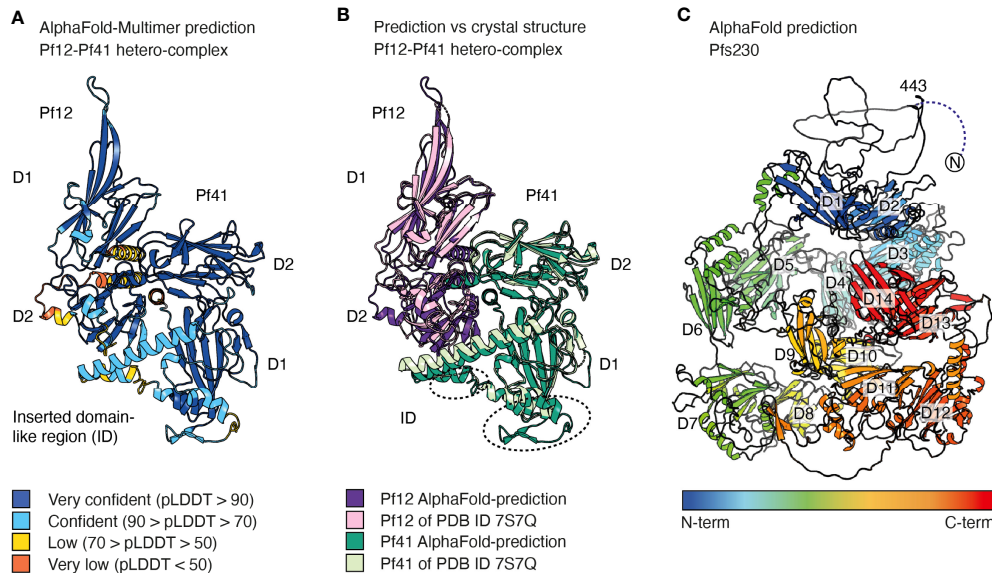 A
AlphaFold-Multimer prediction
Pf12-Pf41 hetero-complex
Pf12
D1
Pf41
D2
D2
D1
Inserted domain-
like region (ID)
Very confident (pLDDT > 90)
Confident (90 > pLDDT > 70)
Low (70 > pLDDT > 50)
Very low (pLDDT < 50)
B
Prediction vs crystal structure
Pf12-Pf41 hetero-complex
Pf12
D1
Pf41
D2
D2
D1
ID
Pf12 AlphaFold-prediction
Pf12 of PDB ID 7S7Q
Pf41 AlphaFold-prediction
Pf41 of PDB ID 7S7Q
C
AlphaFold prediction
Pfs230
443
N
D1
D2
D3
D5
D4
D14
D13
D6
D9
D10
D11
D7
D8
D12
N-term
C-term